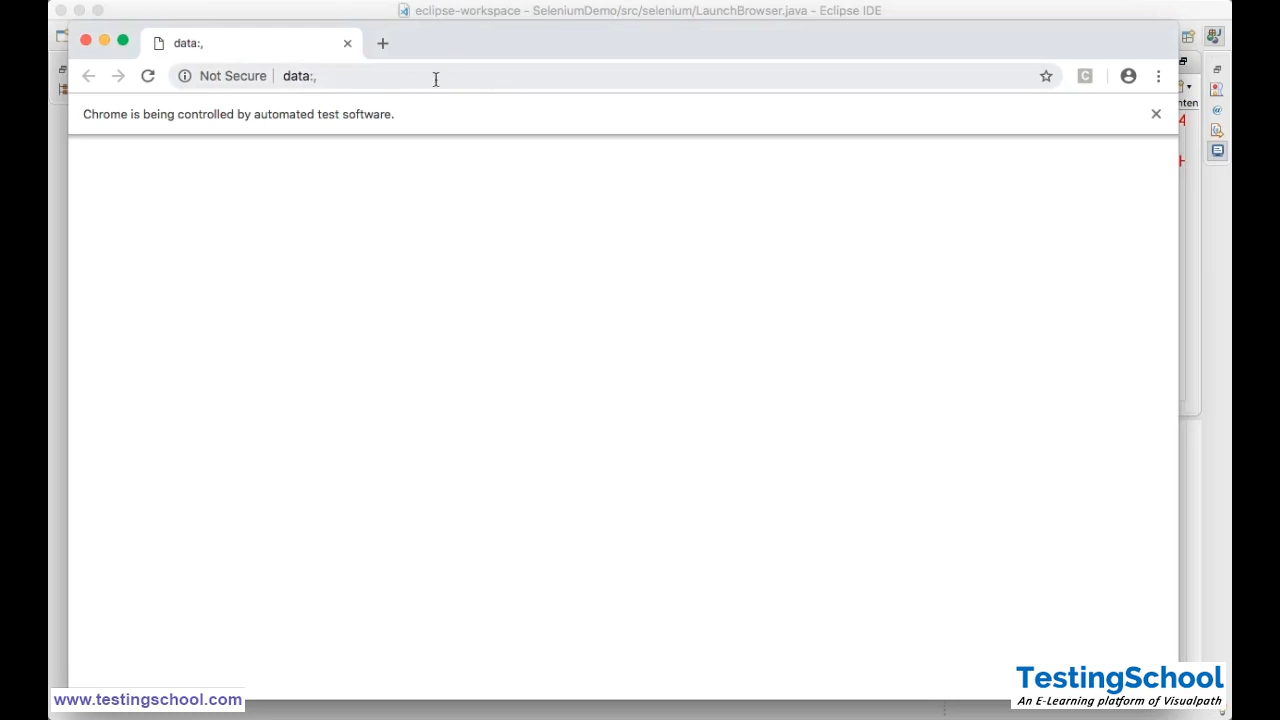 eclipse-workspace - SeleniumDemo/src/selenium/LaunchBrowser.java - Eclipse IDE
data:,
Not Secure data:,
Chrome is being controlled by automated test software.
www.testingschool.com
TestingSchool
An E-Learning platform of Visualpath